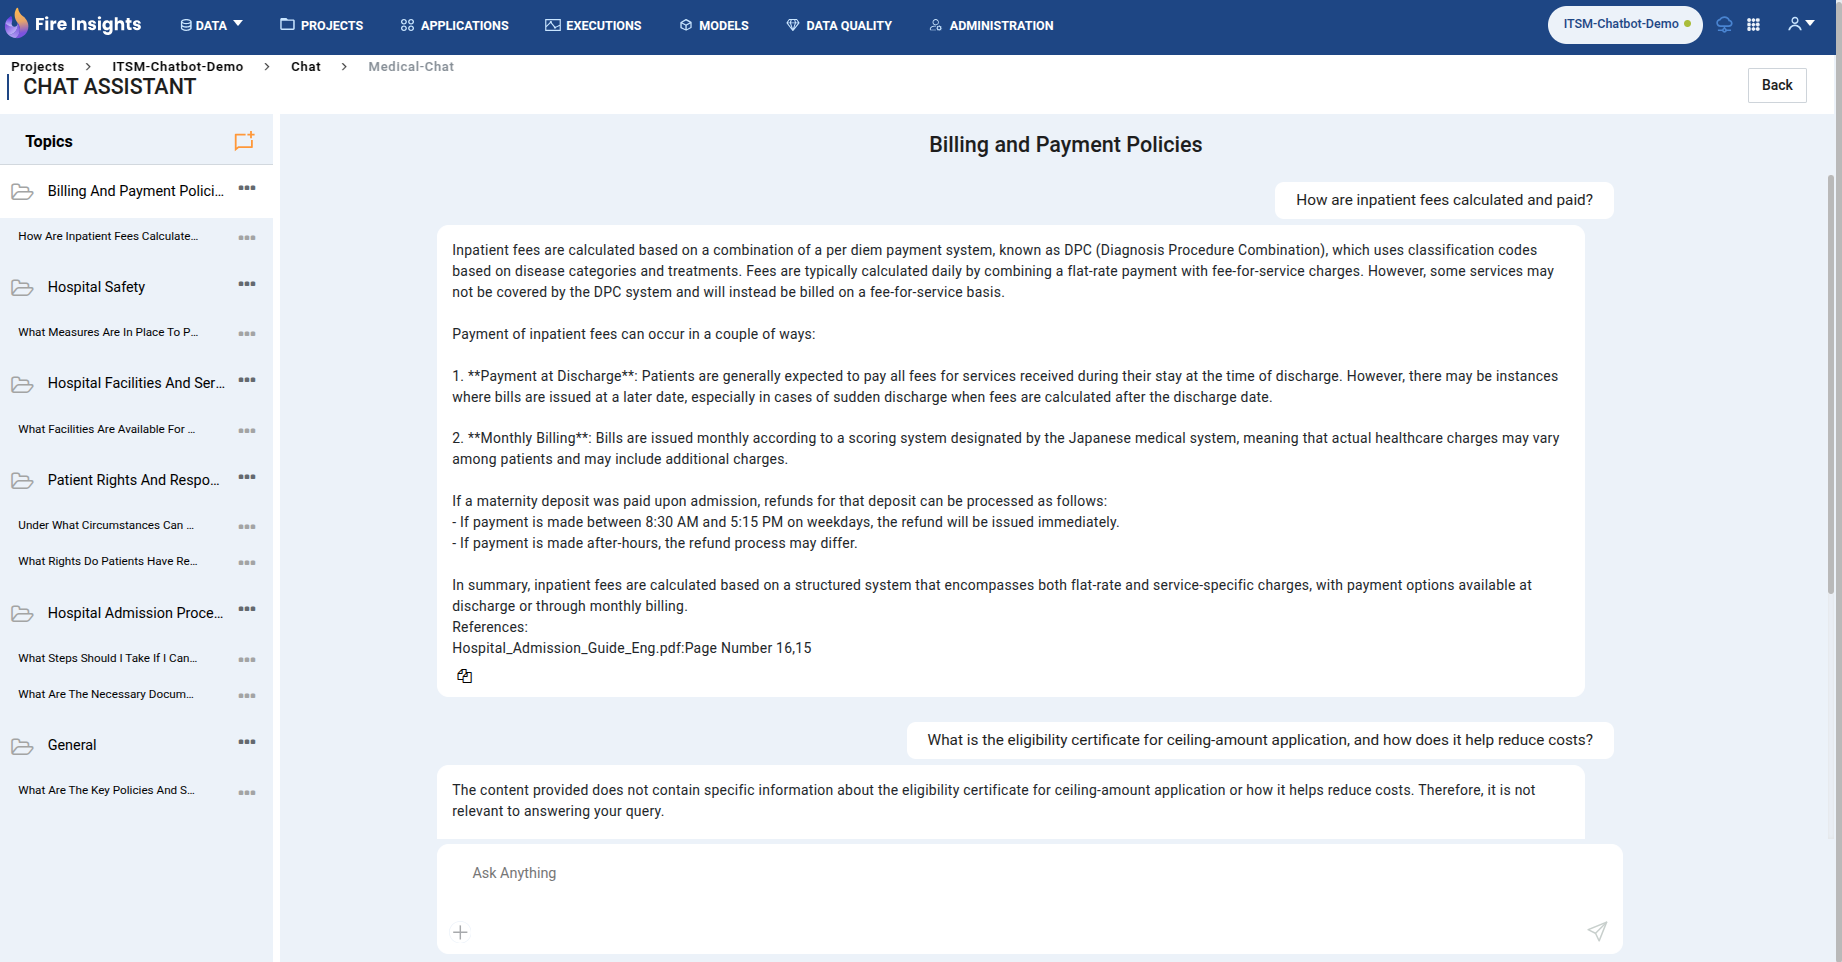 Fire Insights
DATA
PROJECTS
APPLICATIONS
EXECUTIONS
MODELS
DATA QUALITY
ADMINISTRATION
ITSM-Chatbot-Demo
Projects > ITSM-Chatbot-Demo > Chat > Medical-Chat
CHAT ASSISTANT
Back
Topics
Billing And Payment Polici...
How Are Inpatient Fees Calculate...
Hospital Safety
What Measures Are In Place To P...
Hospital Facilities And Ser...
What Facilities Are Available For ...
Patient Rights And Respo...
Under What Circumstances Can ...
What Rights Do Patients Have Re...
Hospital Admission Proce...
What Steps Should I Take If I Can...
What Are The Necessary Docum...
General
What Are The Key Policies And S...
Billing and Payment Policies
How are inpatient fees calculated and paid?
Inpatient fees are calculated based on a combination of a per diem payment system, known as DPC (Diagnosis Procedure Combination), which uses classification codes
based on disease categories and treatments. Fees are typically calculated daily by combining a flat-rate payment with fee-for-service charges. However, some services may
not be covered by the DPC system and will instead be billed on a fee-for-service basis.
Payment of inpatient fees can occur in a couple of ways:
1. **Payment at Discharge**: Patients are generally expected to pay all fees for services received during their stay at the time of discharge. However, there may be instances
where bills are issued at a later date, especially in cases of sudden discharge when fees are calculated after the discharge date.
2. **Monthly Billing**: Bills are issued monthly according to a scoring system designated by the Japanese medical system, meaning that actual healthcare charges may vary
among patients and may include additional charges.
If a maternity deposit was paid upon admission, refunds for that deposit can be processed as follows:
- If payment is made between 8:30 AM and 5:15 PM on weekdays, the refund will be issued immediately.
- If payment is made after-hours, the refund process may differ.
In summary, inpatient fees are calculated based on a structured system that encompasses both flat-rate and service-specific charges, with payment options available at
discharge or through monthly billing.
References:
Hospital_Admission_Guide_Eng.pdf:Page Number 16,15
What is the eligibility certificate for ceiling-amount application, and how does it help reduce costs?
The content provided does not contain specific information about the eligibility certificate for ceiling-amount application or how it helps reduce costs. Therefore, it is not
relevant to answering your query.
Ask Anything